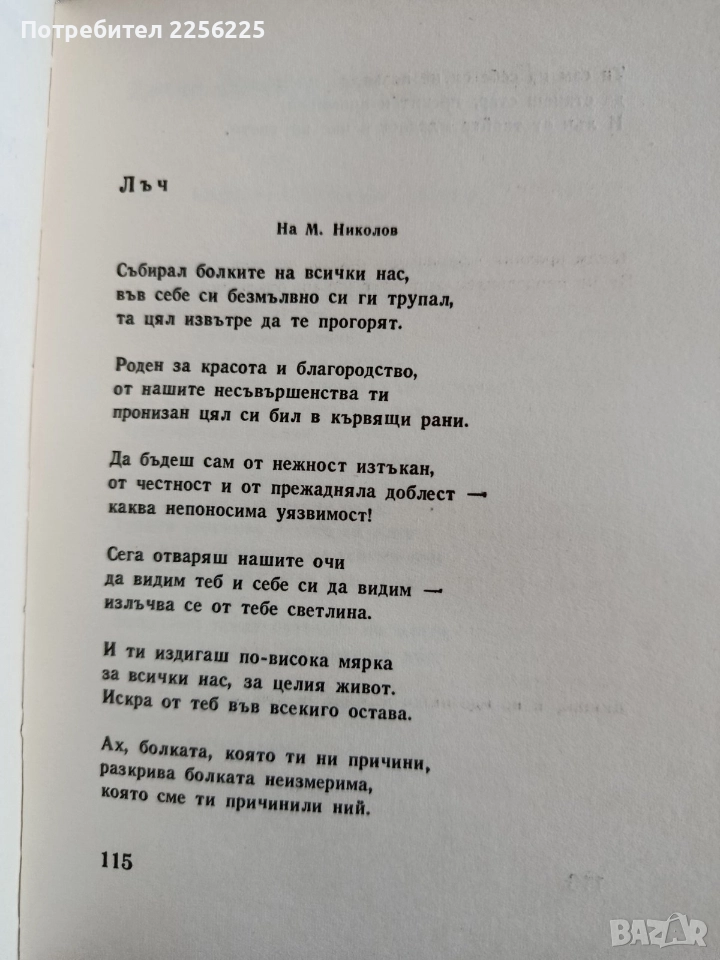 Потребител 2256225
Лъч
На М. Николов
Събирал болките на всички нас,
във себе си безмълвно си ги трупал,
та цял извътре да те прогорят.
Роден за красота и благородство,
от нашите несъвършенства ти
пронизан цял си бил в кървящи рани.
Да бъдеш сам от нежност изтъкан,
от честност и от прежадняла доблест —
каква непоносима уязвимост!
Сега отваряш нашите очи
да видим теб и себе си да видим —
излъчва се от тебе светлина.
И ти издигаш по-висока мярка
за всички нас, за целия живот.
Искра от теб във всекиго остава.
Ах, болката, която ти ни причини,
разкрива болката неизмерима,
която сме ти причинили ний.
115
BAZAR